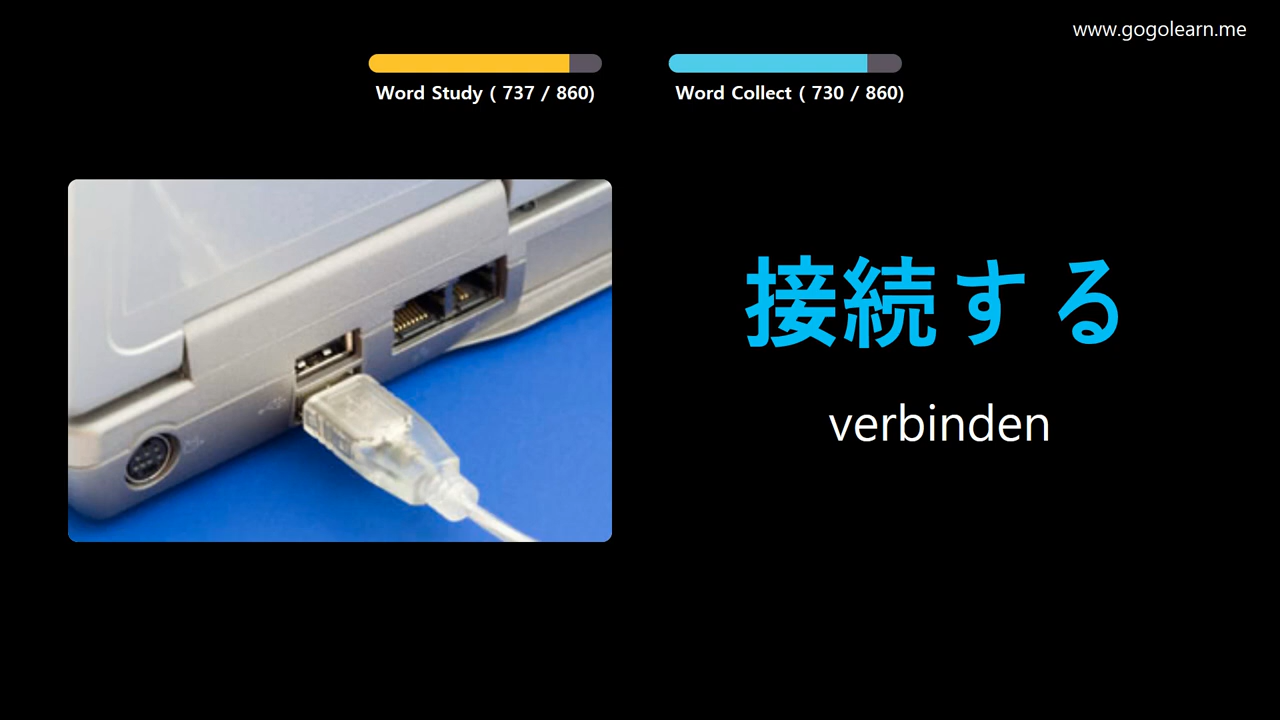 www.gogolearn.me
Word Study ( 737 / 860)
Word Collect ( 730 / 860)
接続する
verbinden